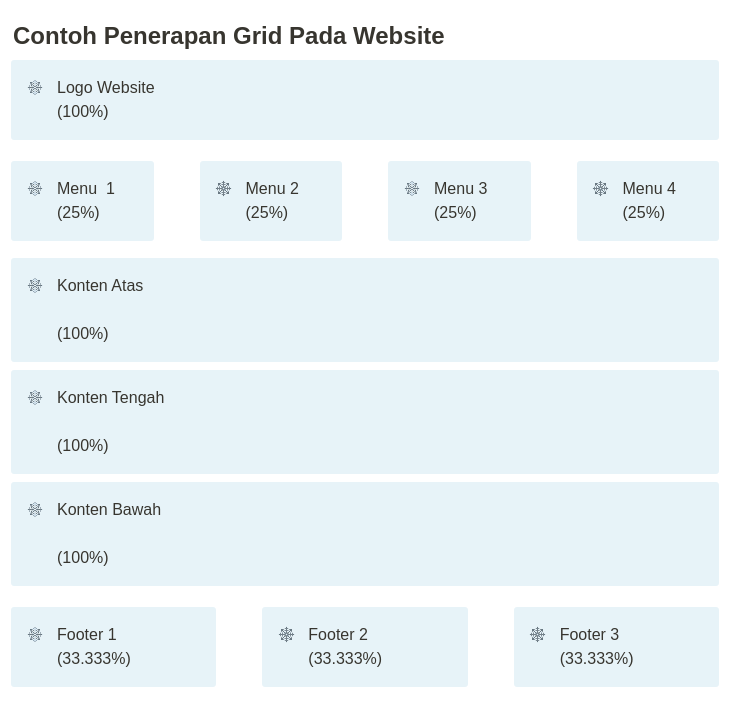 Contoh Penerapan Grid Pada Website
Logo Website
(100%)
Menu  1
(25%)
Menu 2
(25%)
Menu 3
(25%)
Menu 4
(25%)
Konten Atas
(100%)
Konten Tengah
(100%)
Konten Bawah
(100%)
Footer 1
(33.333%)
Footer 2
(33.333%)
Footer 3
(33.333%)